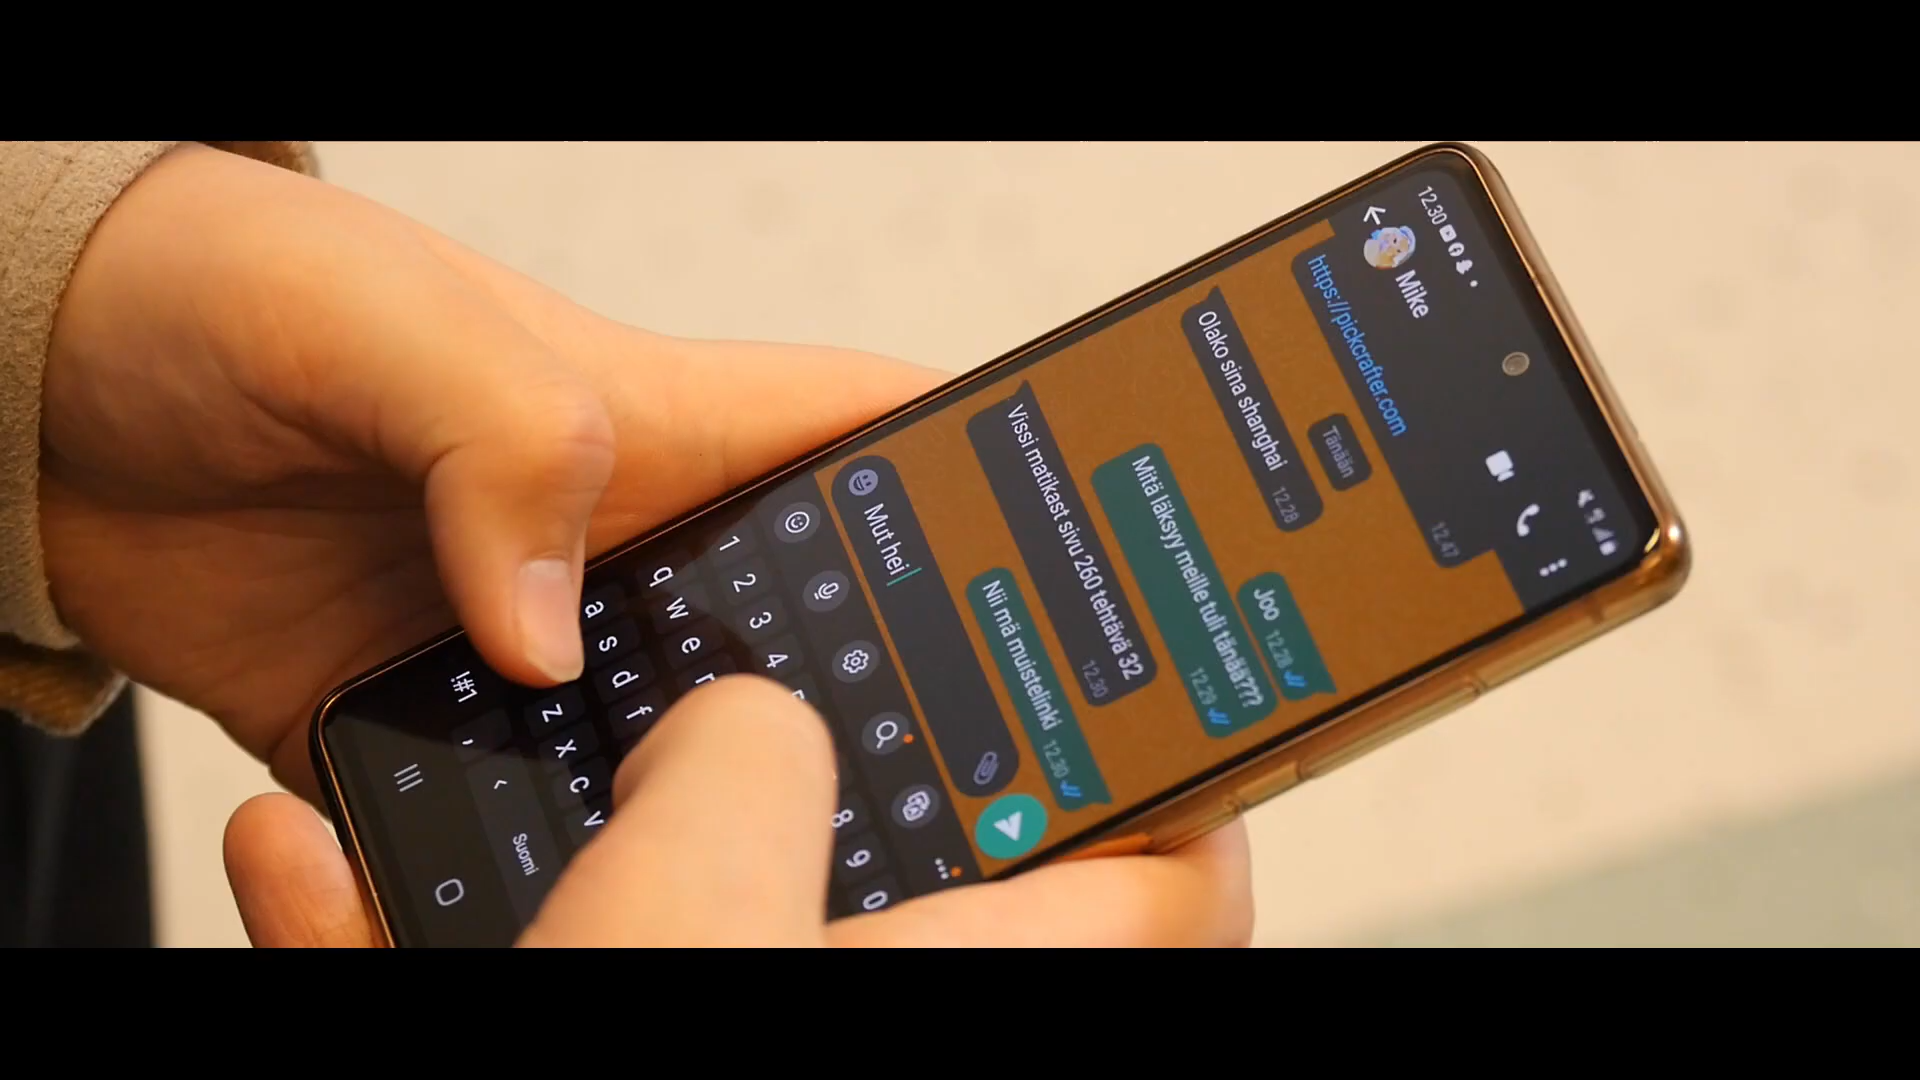 12.30
Mike
https://pickcrafter.com
12.47
Tänään
Olako sina shanghai 12.28
Joo 12.28
Mitä läksyy meille tuli tänää???
12.29
Vissi matikast sivu 260 tehtävä 32
12.30
Nii mä muistelinki 12.30
Mut hei
1 2 3 4 8 9 0
q w e r
a s d f
z x c v
!#1 , < Suomi